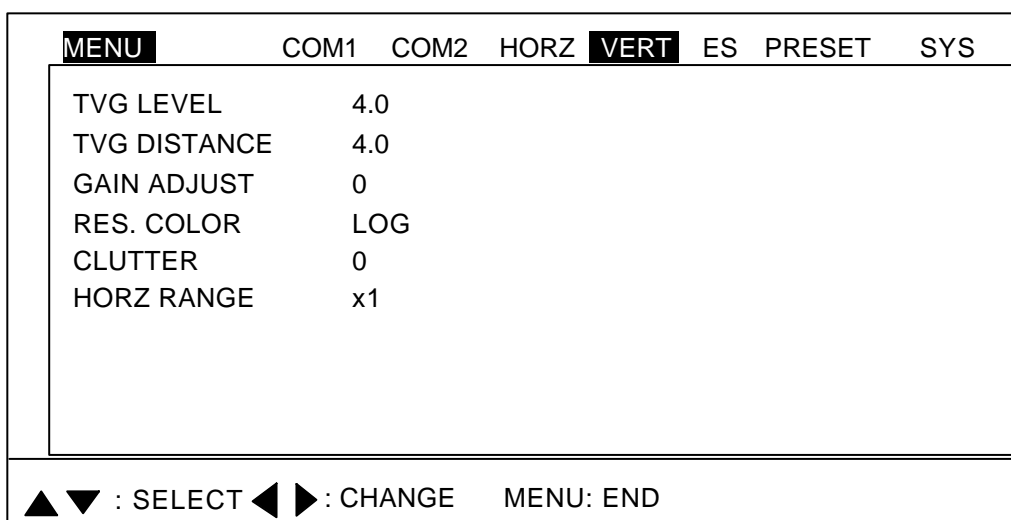 MENU COM1 COM2 HORZ VERT ES PRESET SYS
TVG LEVEL 4.0
TVG DISTANCE 4.0
GAIN ADJUST 0
RES. COLOR LOG
CLUTTER 0
HORZ RANGE x1
▲ ▼ : SELECT ◀ ▶ : CHANGE MENU: END